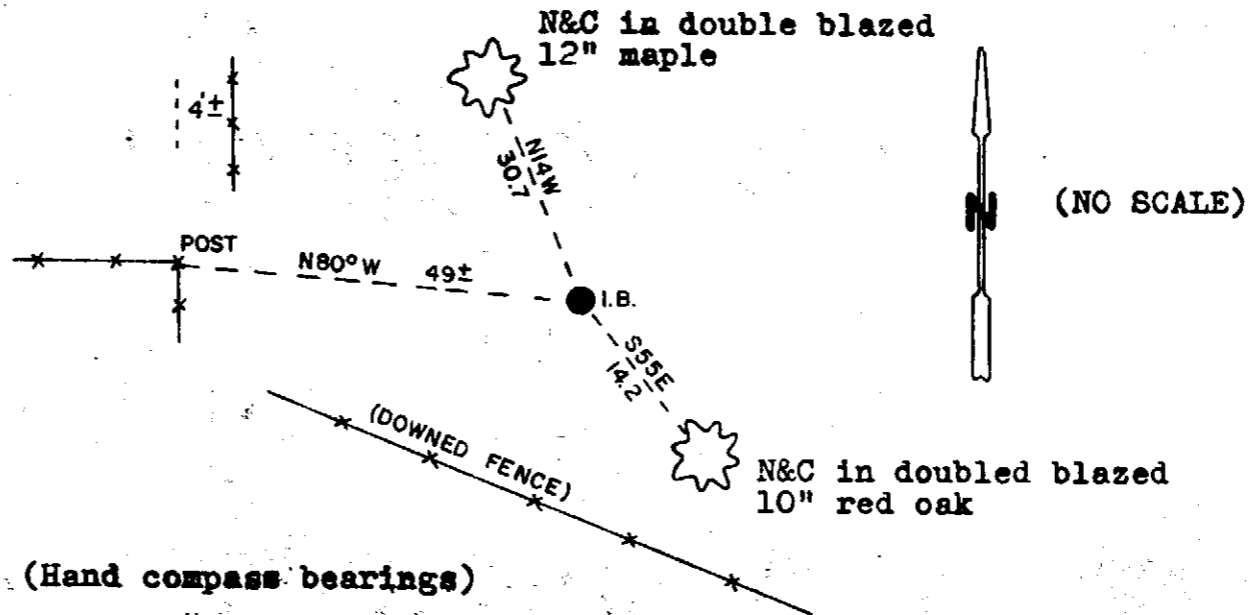 N&C in double blazed
12" maple
4'±
N14W
30.7
N
(NO SCALE)
POST
N80°W 49±
I.B.
S55E
14.2
(DOWNED FENCE)
N&C in doubled blazed
10" red oak
(Hand compass bearings)